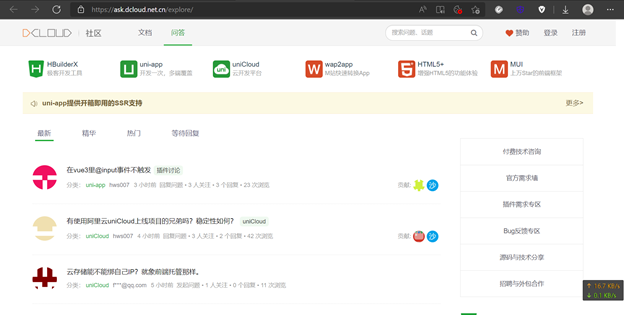 https://ask.dcloud.net.cn/explore/
DCLOUD 社区 文档 问答 搜索问题、话题 赞助 登录 注册
HBuilderX
极客开发工具
uni-app
开发一次，多端覆盖
uniCloud
云开发平台
wap2app
M站快速转换App
HTML5+
增强HTML5的功能体验
MUI
上万Star的前端框架
uni-app提供开箱即用的SSR支持 更多>
最新 精华 热门 等待回复
在vue3里@input事件不触发 插件讨论
分类： uni-app hws007 3 小时前 回复问题 • 3 人关注 • 3 个回复 • 23 次浏览 贡献: 沙
有使用阿里云uniCloud上线项目的兄弟吗？稳定性如何？ uniCloud
分类： uniCloud hws007 4 小时前 回复问题 • 3 人关注 • 2 个回复 • 42 次浏览 贡献: 沙
云存储能不能绑自己IP？就象前端托管那样。
分类： uniCloud l***@qq.com 5 小时前 发起问题 • 1 人关注 • 0 个回复 • 11 次浏览
付费技术咨询
官方需求墙
插件需求专区
Bug反馈专区
源码与技术分享
招聘与外包合作
↑ 16.7 KB/s
↓ 0.1 KB/s